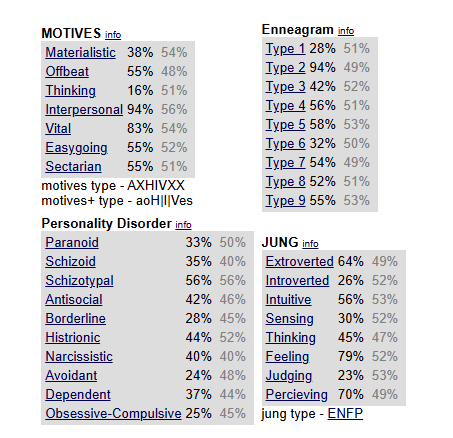 MOTIVES info
Materialistic 38% 54%
Offbeat 55% 48%
Thinking 16% 51%
Interpersonal 94% 56%
Vital 83% 54%
Easygoing 55% 52%
Sectarian 55% 51%
motives type - AXHIVXX
motives+ type - aoH|I|Ves
Enneagram info
Type 1 28% 51%
Type 2 94% 49%
Type 3 42% 52%
Type 4 56% 51%
Type 5 58% 53%
Type 6 32% 50%
Type 7 54% 49%
Type 8 52% 51%
Type 9 55% 53%
Personality Disorder info
Paranoid 33% 50%
Schizoid 35% 40%
Schizotypal 56% 56%
Antisocial 42% 46%
Borderline 28% 45%
Histrionic 44% 52%
Narcissistic 40% 40%
Avoidant 24% 48%
Dependent 37% 44%
Obsessive-Compulsive 25% 45%
JUNG info
Extroverted 64% 49%
Introverted 26% 52%
Intuitive 56% 53%
Sensing 30% 52%
Thinking 45% 47%
Feeling 79% 52%
Judging 23% 53%
Percieving 70% 49%
jung type - ENFP